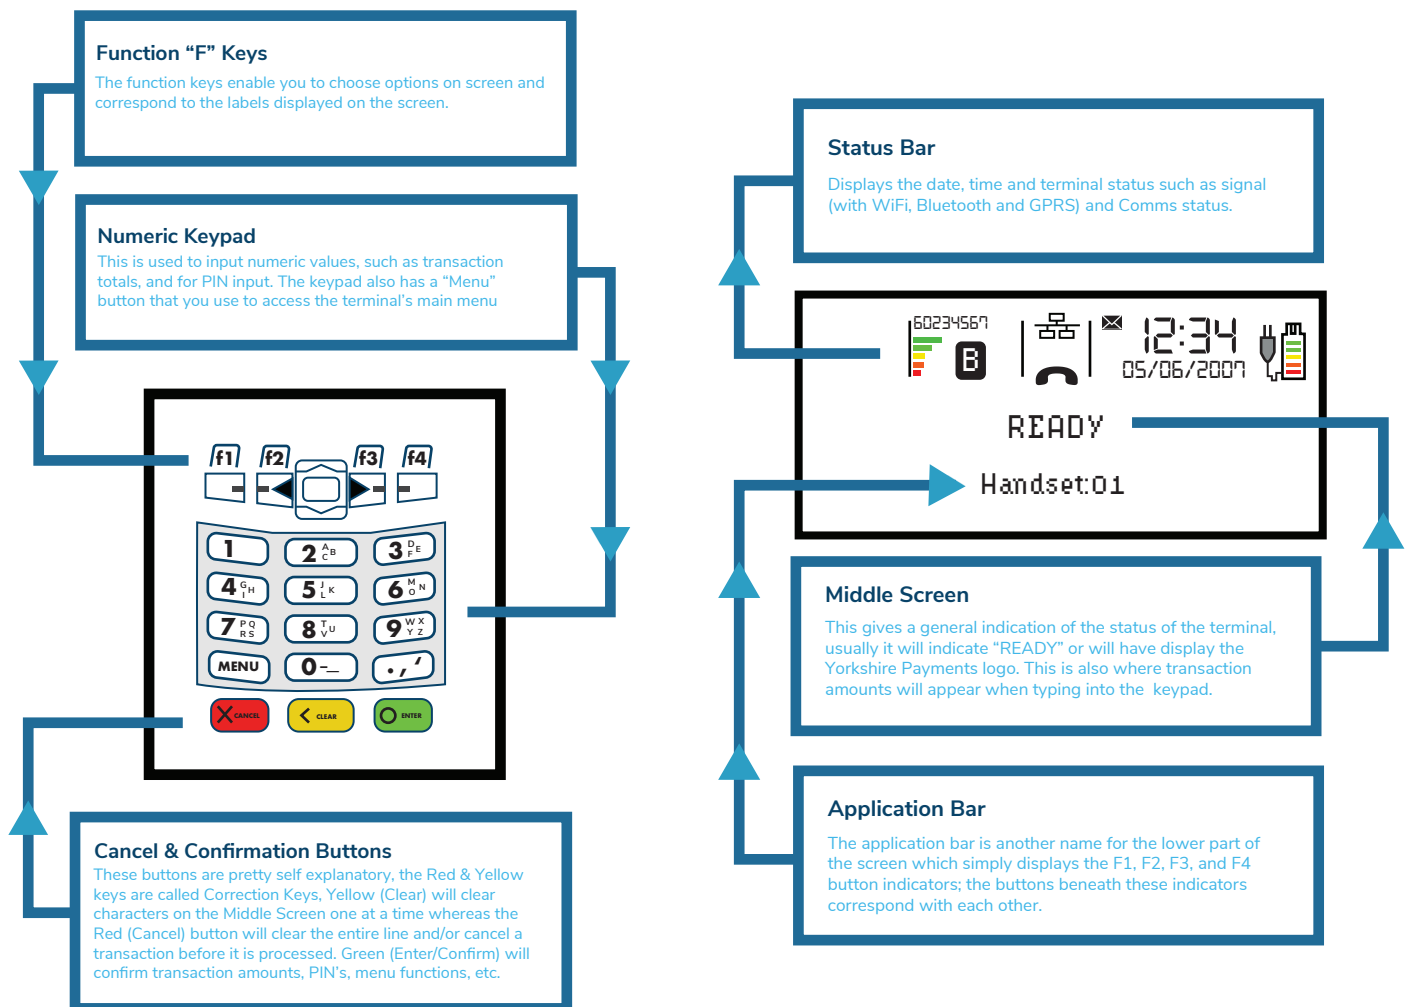 Function “F” Keys
The function keys enable you to choose options on screen and
correspond to the labels displayed on the screen.
Numeric Keypad
This is used to input numeric values, such as transaction
totals, and for PIN input. The keypad also has a “Menu”
button that you use to access the terminal’s main menu
f1 f2 f3 f4
1 2 A B C 3 D E F
4 G H I 5 J K L 6 M N O
7 P Q R S 8 T U V 9 W X Y Z
MENU 0 -_ . , ‘
CANCEL CLEAR ENTER
Cancel & Confirmation Buttons
These buttons are pretty self explanatory, the Red & Yellow
keys are called Correction Keys, Yellow (Clear) will clear
characters on the Middle Screen one at a time whereas the
Red (Cancel) button will clear the entire line and/or cancel a
transaction before it is processed. Green (Enter/Confirm) will
confirm transaction amounts, PIN’s, menu functions, etc.
Status Bar
Displays the date, time and terminal status such as signal
(with WiFi, Bluetooth and GPRS) and Comms status.
60234567
B
12:34
05/06/2007
READY
Handset:01
Middle Screen
This gives a general indication of the status of the terminal,
usually it will indicate “READY” or will have display the
Yorkshire Payments logo. This is also where transaction
amounts will appear when typing into the keypad.
Application Bar
The application bar is another name for the lower part of
the screen which simply displays the F1, F2, F3, and F4
button indicators; the buttons beneath these indicators
correspond with each other.